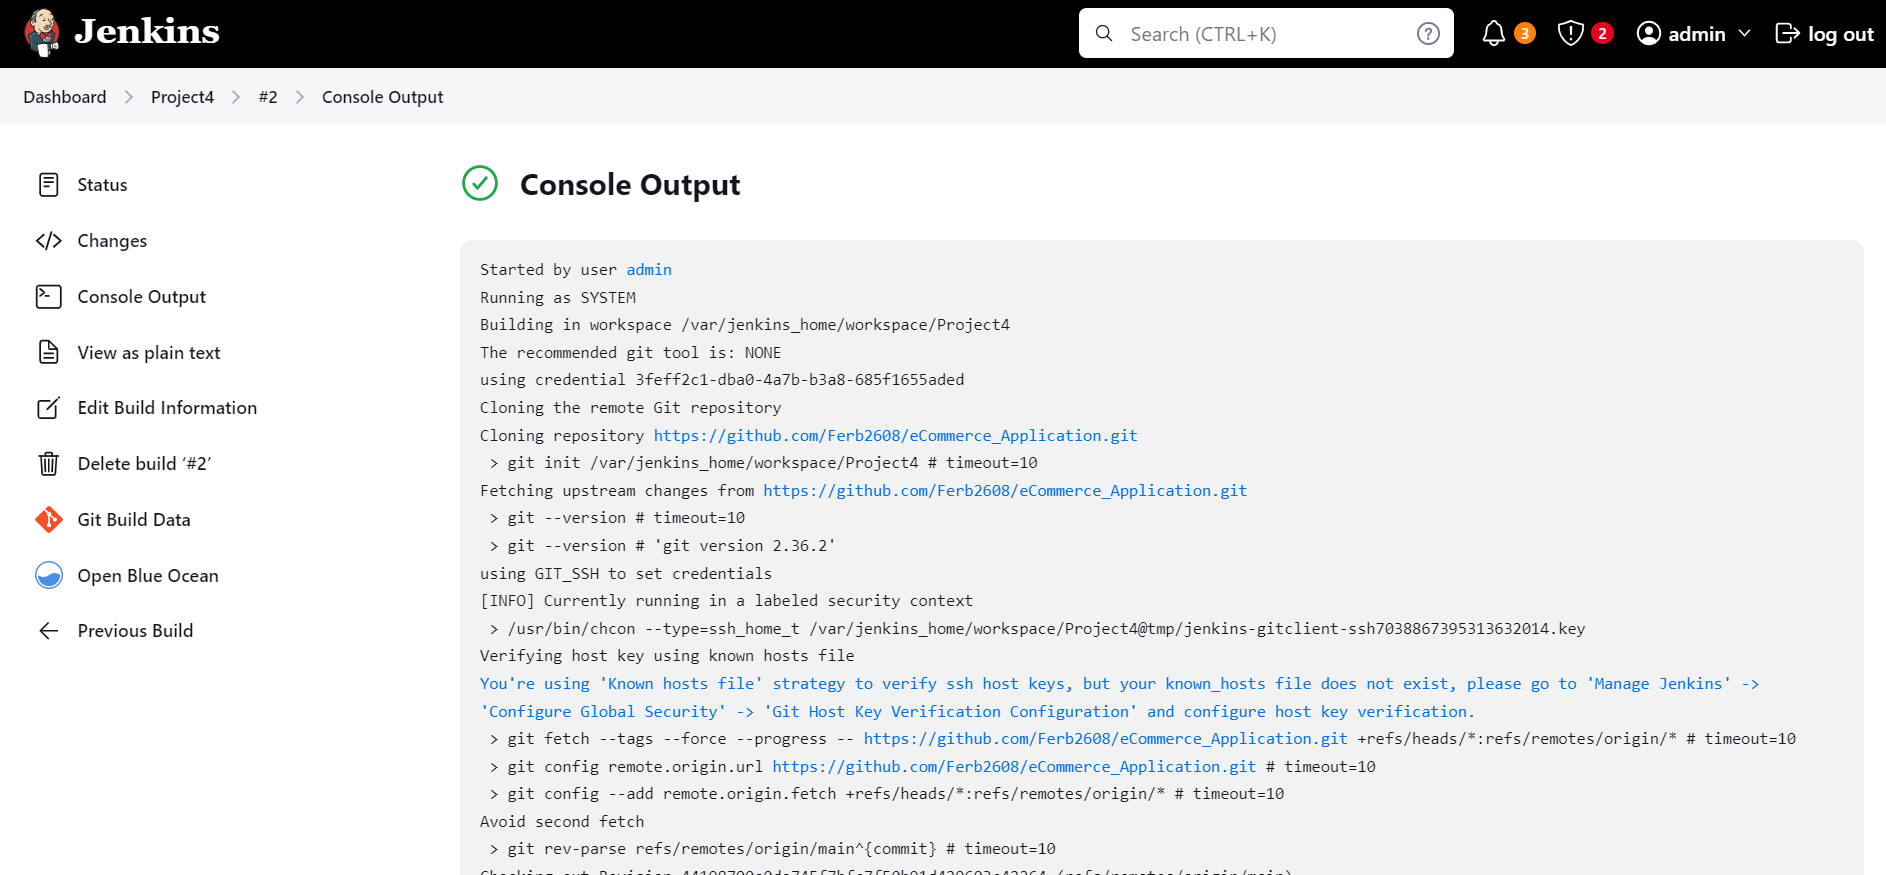 Jenkins
Search (CTRL+K)
3
2
admin
log out
Dashboard
Project4
#2
Console Output
Status
Changes
Console Output
View as plain text
Edit Build Information
Delete build ‘#2’
Git Build Data
Open Blue Ocean
Previous Build
Console Output
Started by user admin
Running as SYSTEM
Building in workspace /var/jenkins_home/workspace/Project4
The recommended git tool is: NONE
using credential 3feff2c1-dba0-4a7b-b3a8-685f1655aded
Cloning the remote Git repository
Cloning repository https://github.com/Ferb2608/eCommerce_Application.git
> git init /var/jenkins_home/workspace/Project4 # timeout=10
Fetching upstream changes from https://github.com/Ferb2608/eCommerce_Application.git
> git --version # timeout=10
> git --version # 'git version 2.36.2'
using GIT_SSH to set credentials
[INFO] Currently running in a labeled security context
> /usr/bin/chcon --type=ssh_home_t /var/jenkins_home/workspace/Project4@tmp/jenkins-gitclient-ssh7038867395313632014.key
Verifying host key using known hosts file
You're using 'Known hosts file' strategy to verify ssh host keys, but your known_hosts file does not exist, please go to 'Manage Jenkins' ->
'Configure Global Security' -> 'Git Host Key Verification Configuration' and configure host key verification.
> git fetch --tags --force --progress -- https://github.com/Ferb2608/eCommerce_Application.git +refs/heads/*:refs/remotes/origin/* # timeout=10
> git config remote.origin.url https://github.com/Ferb2608/eCommerce_Application.git # timeout=10
> git config --add remote.origin.fetch +refs/heads/*:refs/remotes/origin/* # timeout=10
Avoid second fetch
> git rev-parse refs/remotes/origin/main^{commit} # timeout=10
Checking out Revision (refs/remotes/origin/main)